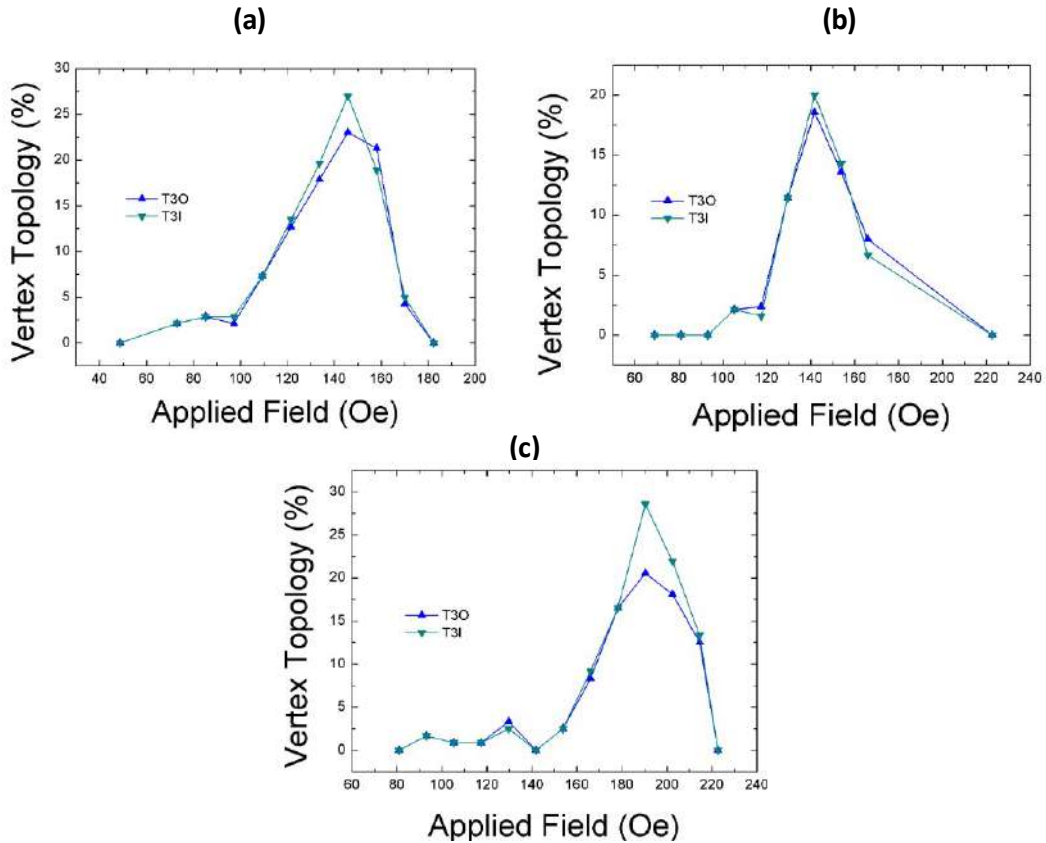 (a)
30
25
20
15
10
5
0
Vertex Topology (%)
T3O
T3I
40 60 80 100 120 140 160 180 200
Applied Field (Oe)
(b)
20
15
10
5
0
Vertex Topology (%)
T3O
T3I
60 80 100 120 140 160 180 200 220 240
Applied Field (Oe)
(c)
30
25
20
15
10
5
0
Vertex Topology (%)
T3O
T3I
60 80 100 120 140 160 180 200 220 240
Applied Field (Oe)